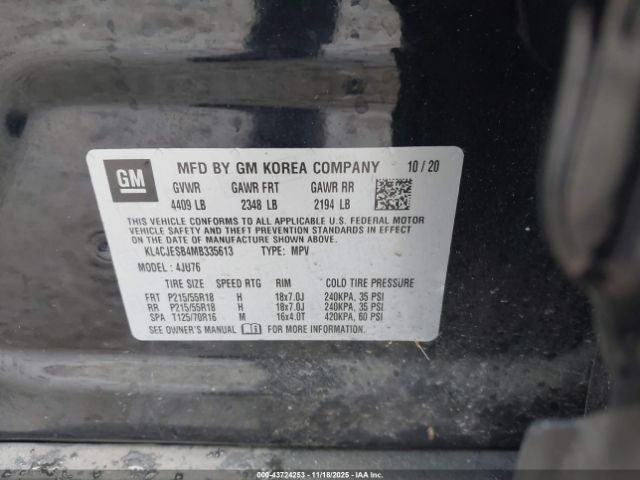 GM MFD BY GM KOREA COMPANY 10/20
GVWR GAWR FRT GAWR RR
4409 LB 2348 LB 2194 LB
THIS VEHICLE CONFORMS TO ALL APPLICABLE U.S. FEDERAL MOTOR
VEHICLE SAFETY AND THEFT PREVENTION STANDARDS IN EFFECT
ON THE DATE OF MANUFACTURE SHOWN ABOVE.
KL4CJESB4MB335613 TYPE: MPV
MODEL: 4JU76
TIRE SIZE SPEED RTG RIM COLD TIRE PRESSURE
FRT P215/55R18 H 18x7.0J 240KPA, 35 PSI
RR P215/55R18 H 18x7.0J 240KPA, 35 PSI
SPA T125/70R16 M 16x4.0T 420KPA, 60 PSI
SEE OWNER'S MANUAL FOR MORE INFORMATION.
000-43724253 - 11/18/2025 - IAAI.COM